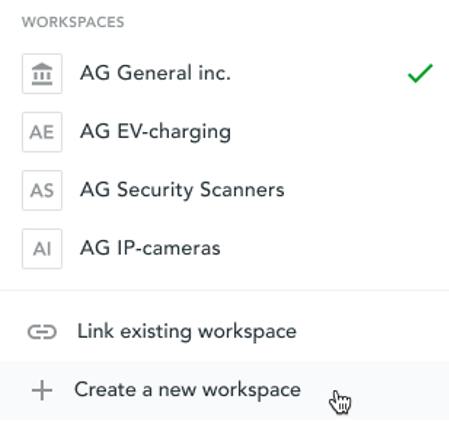 WORKSPACES
AG General inc.
AE AG EV-charging
AS AG Security Scanners
AI AG IP-cameras
Link existing workspace
Create a new workspace